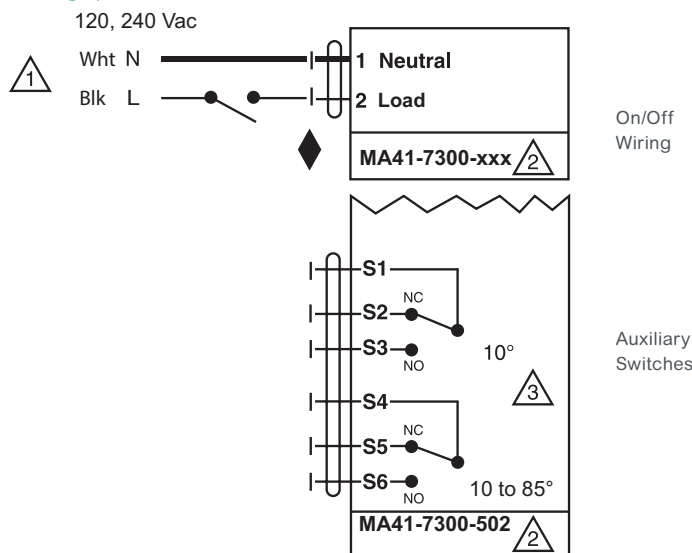 120, 240 Vac
1
Wht N
1 Neutral
Blk L
2 Load
On/Off
Wiring
MA41-7300-xxx 2
S1
S2 NC
S3 NO
10°
3
Auxiliary
Switches
S4
S5 NC
S6 NO
10 to 85°
MA41-7300-502 2